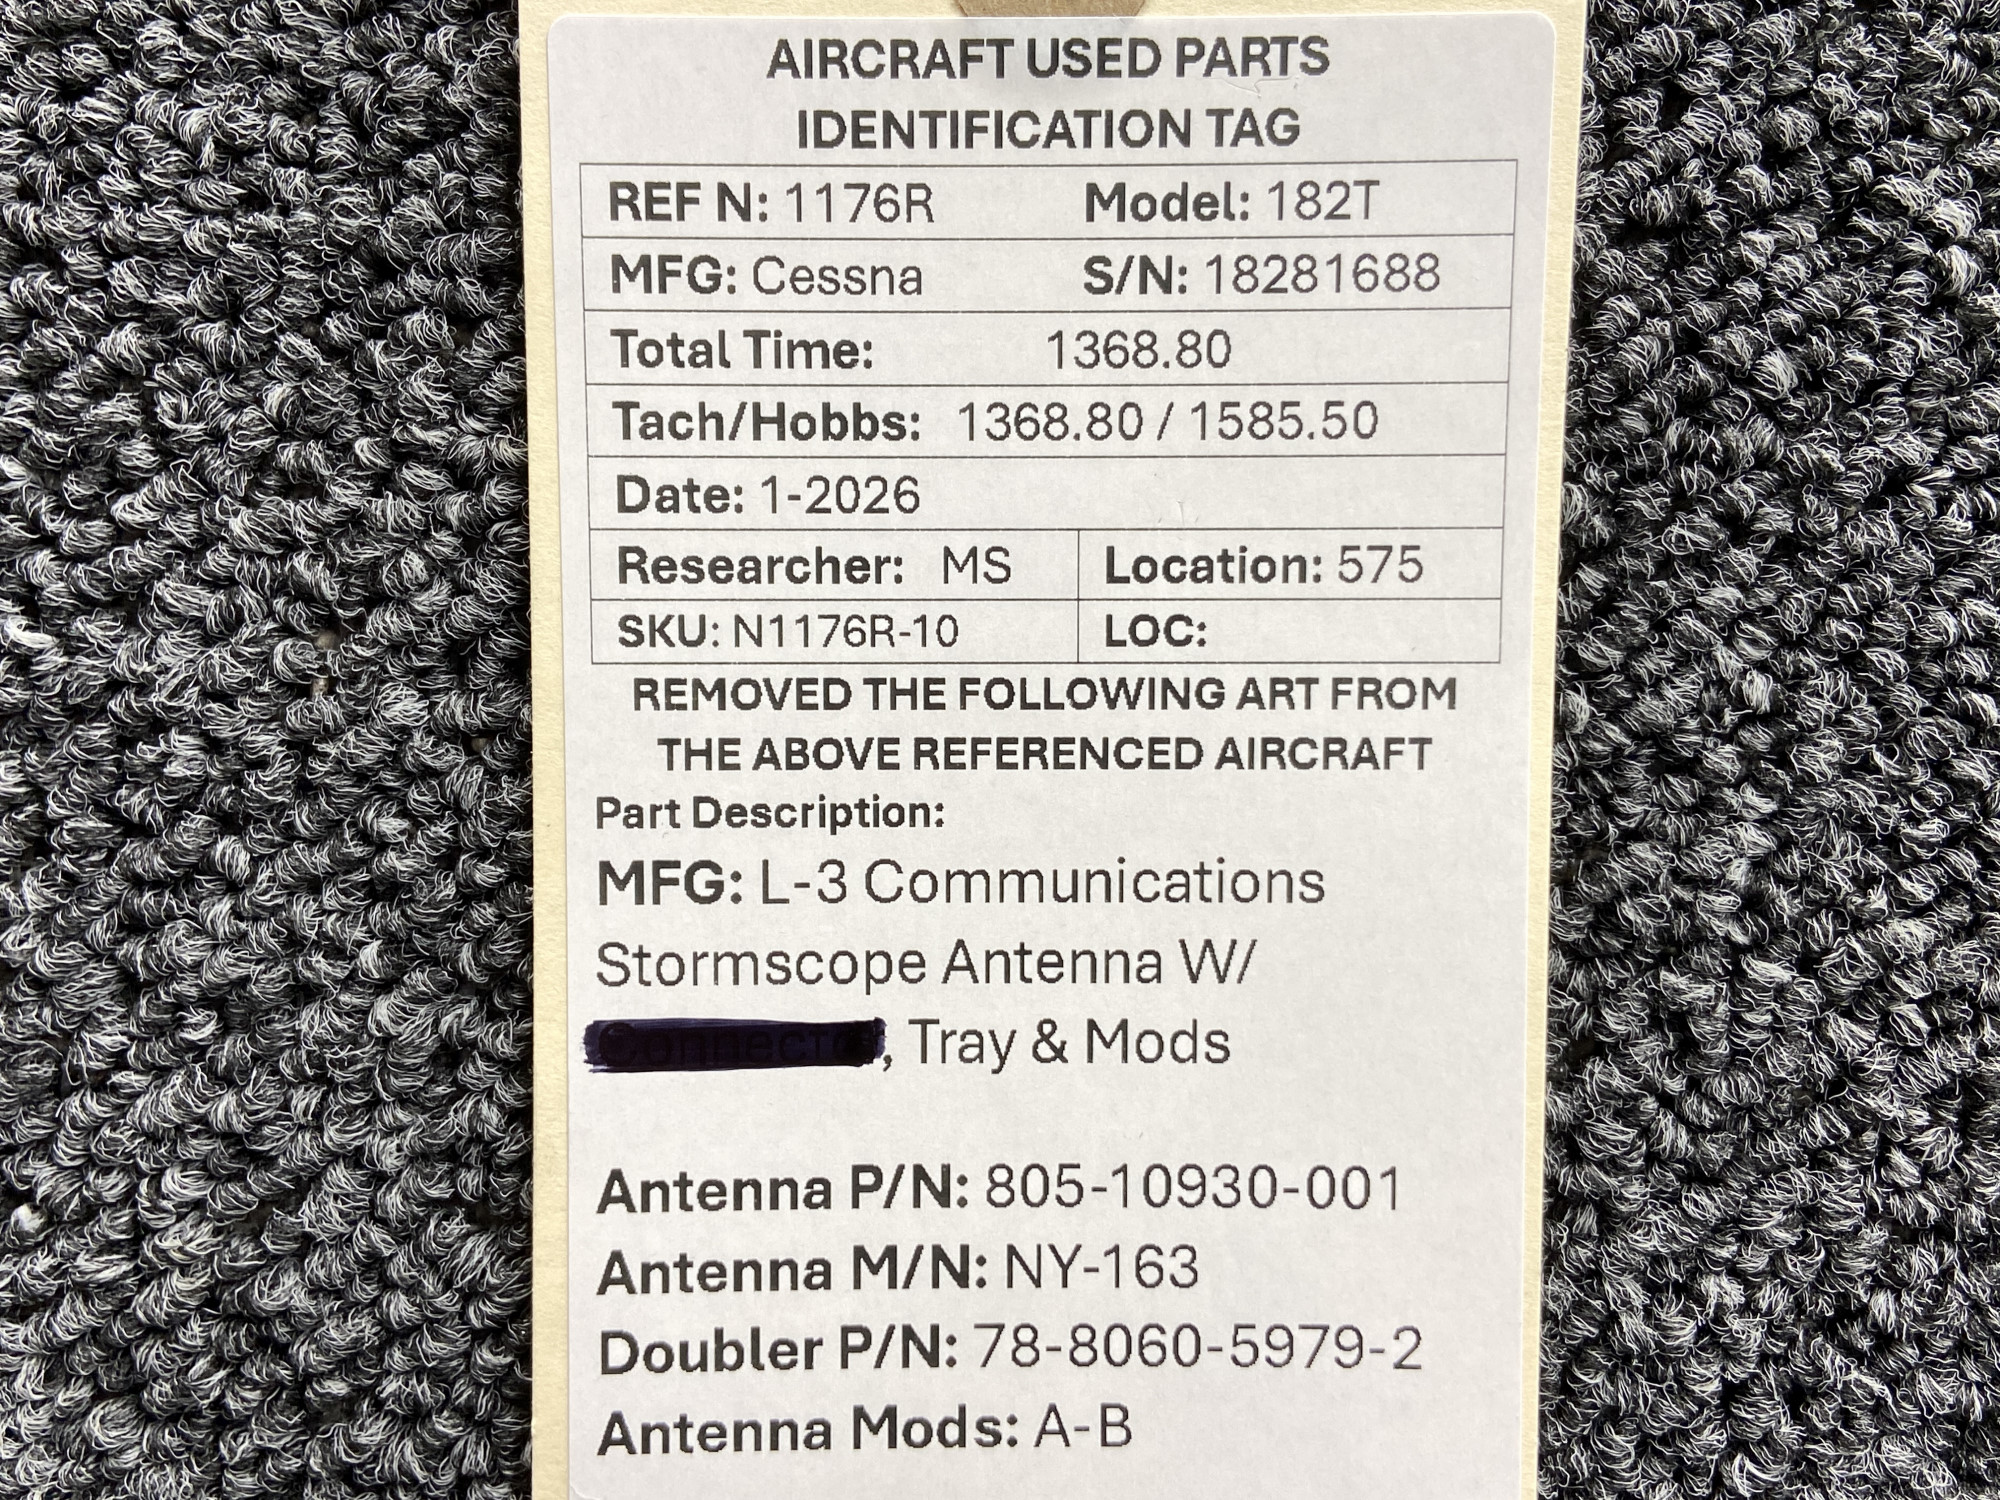 AIRCRAFT USED PARTS
IDENTIFICATION TAG
REF N: 1176R Model: 182T
MFG: Cessna S/N: 18281688
Total Time: 1368.80
Tach/Hobbs: 1368.80 / 1585.50
Date: 1-2026
Researcher: MS Location: 575
SKU: N1176R-10 LOC:
REMOVED THE FOLLOWING ART FROM
THE ABOVE REFERENCED AIRCRAFT
Part Description:
MFG: L-3 Communications
Stormscope Antenna W/
, Tray & Mods
Antenna P/N: 805-10930-001
Antenna M/N: NY-163
Doubler P/N: 78-8060-5979-2
Antenna Mods: A-B